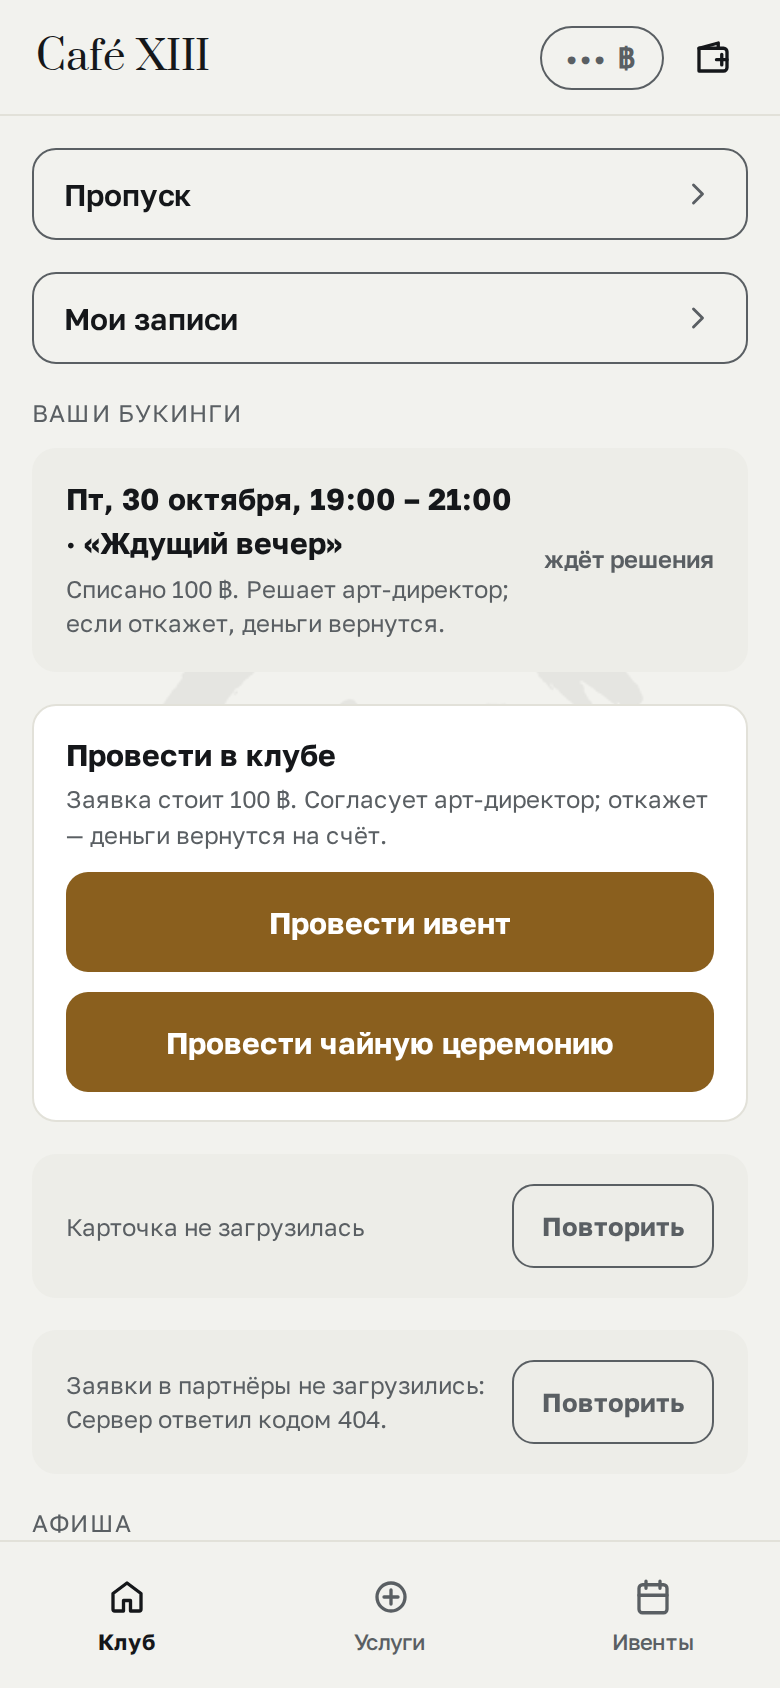 Café XIII
••• ฿
Пропуск
Мои записи
ВАШИ БУКИНГИ
Пт, 30 октября, 19:00 – 21:00
· «Ждущий вечер»
Списано 100 ฿. Решает арт-директор;
если откажет, деньги вернутся.
ждёт решения
Провести в клубе
Заявка стоит 100 ฿. Согласует арт-директор; откажет
— деньги вернутся на счёт.
Провести ивент
Провести чайную церемонию
Карточка не загрузилась
Повторить
Заявки в партнёры не загрузились:
Сервер ответил кодом 404.
Повторить
АФИША
Клуб
Услуги
Ивенты